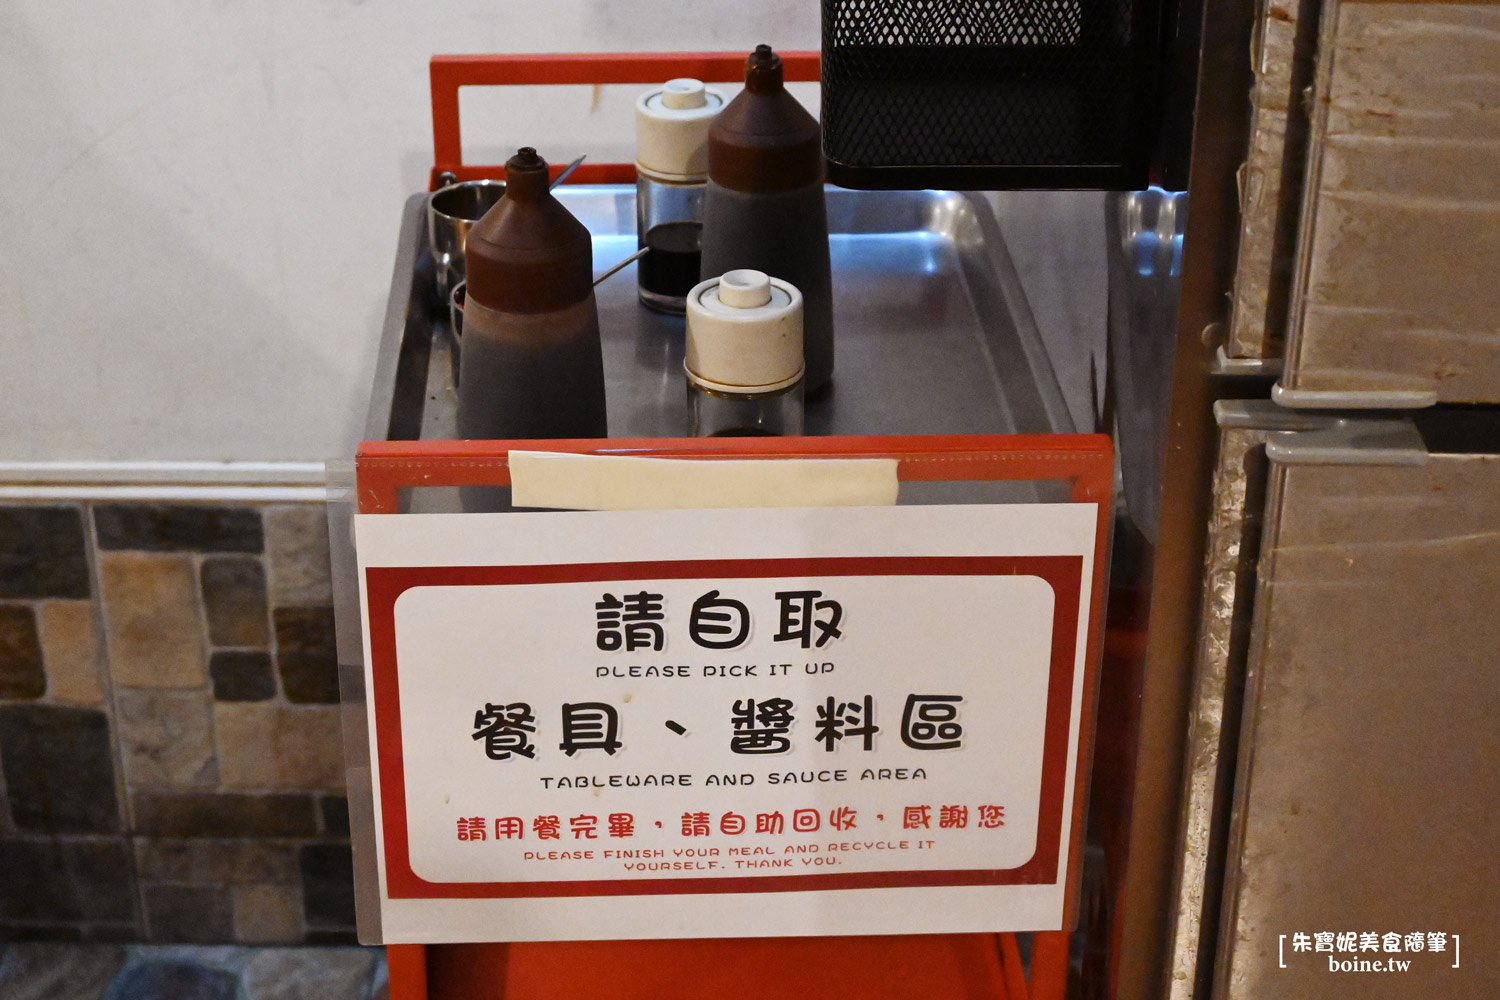 請自取
PLEASE PICK IT UP
餐具、醬料區
TABLEWARE AND SAUCE AREA
請用餐完畢，請自助回收，感謝您
PLEASE FINISH YOUR MEAL AND RECYCLE IT
YOURSELF. THANK YOU.
[朱寶妮美食隨筆]
boine.tw